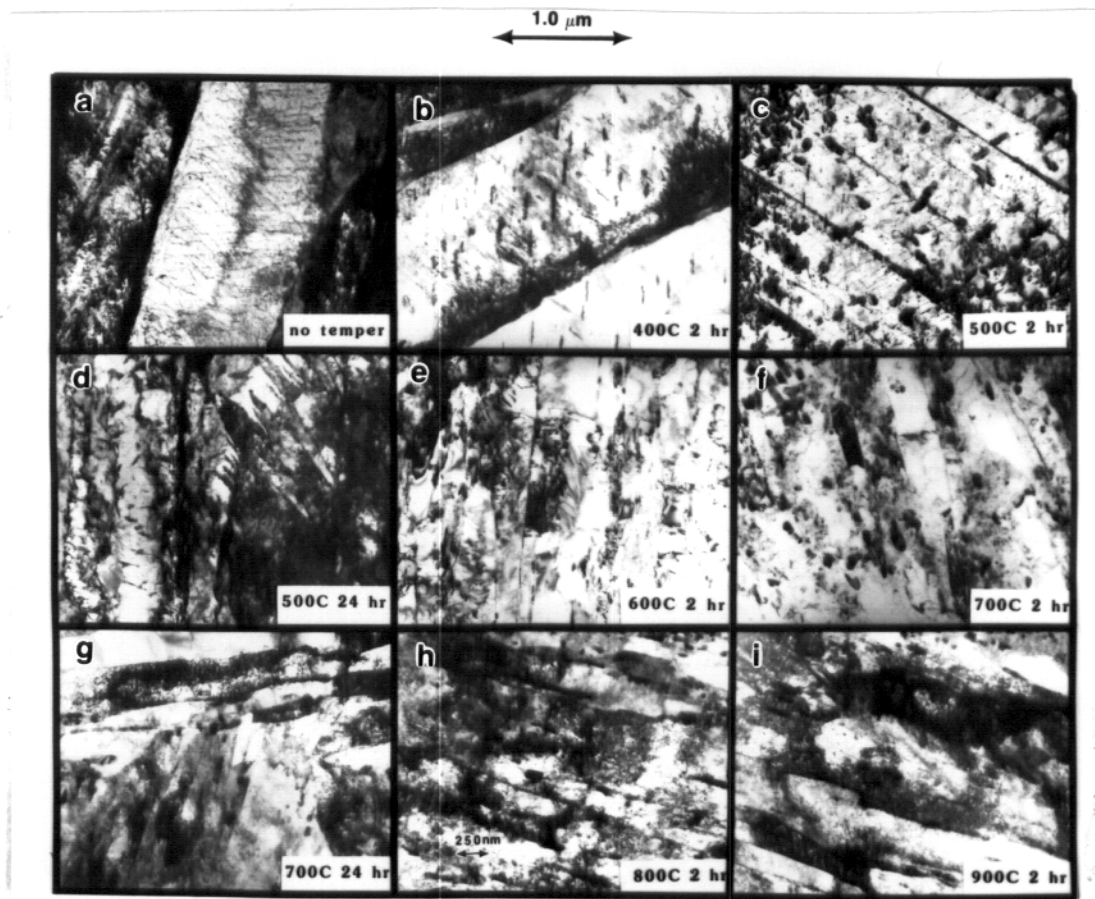 1.0 μm
a
no temper
b
400C 2 hr
c
500C 2 hr
d
500C 24 hr
e
600C 2 hr
f
700C 2 hr
g
700C 24 hr
h
250nm
800C 2 hr
i
900C 2 hr